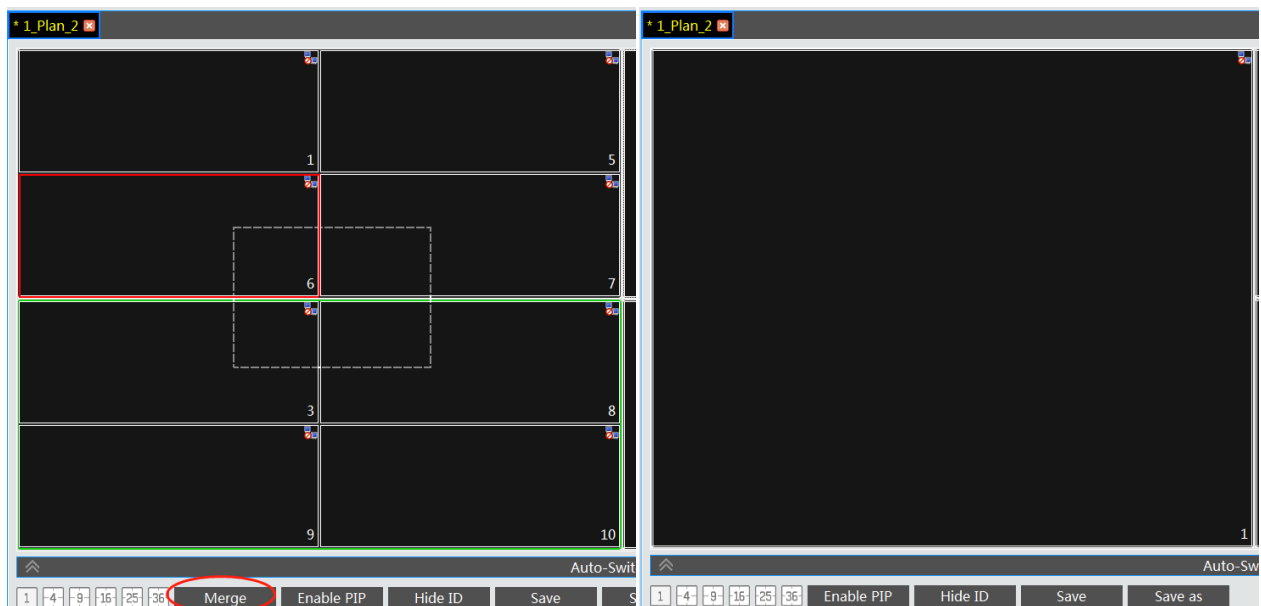 * 1_Plan_2
1
5
6
7
3
8
9
10
Auto-Swit
1 4 9 16 25 36 Merge Enable PIP Hide ID Save S
* 1_Plan_2
1
Auto-Sw
1 4 9 16 25 36 Enable PIP Hide ID Save Save as